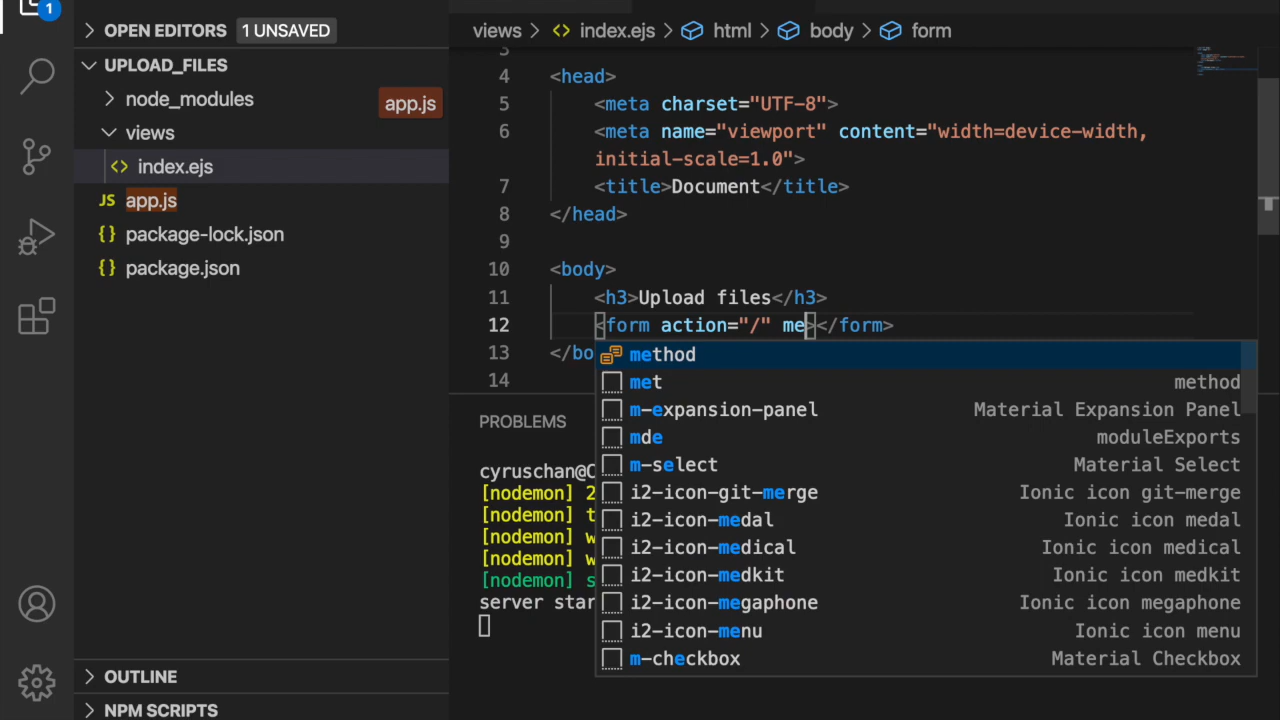 1
OPEN EDITORS 1 UNSAVED
UPLOAD_FILES
node_modules
app.js
views
<> index.ejs
JS app.js
{} package-lock.json
{} package.json
OUTLINE
NPM SCRIPTS
views > <> index.ejs > html > body > form
3
4 <head>
5 <meta charset="UTF-8">
6 <meta name="viewport" content="width=device-width,
initial-scale=1.0">
7 <title>Document</title>
8 </head>
9
10 <body>
11 <h3>Upload files</h3>
12 <form action="/" me></form>
13 </bo
14
method
met method
m-expansion-panel Material Expansion Panel
mde moduleExports
m-select Material Select
i2-icon-git-merge Ionic icon git-merge
i2-icon-medal Ionic icon medal
i2-icon-medical Ionic icon medical
i2-icon-medkit Ionic icon medkit
i2-icon-megaphone Ionic icon megaphone
i2-icon-menu Ionic icon menu
m-checkbox Material Checkbox
PROBLEMS
cyruschan@C
[nodemon] 2
[nodemon] t
[nodemon] w
[nodemon] w
[nodemon] s
server star